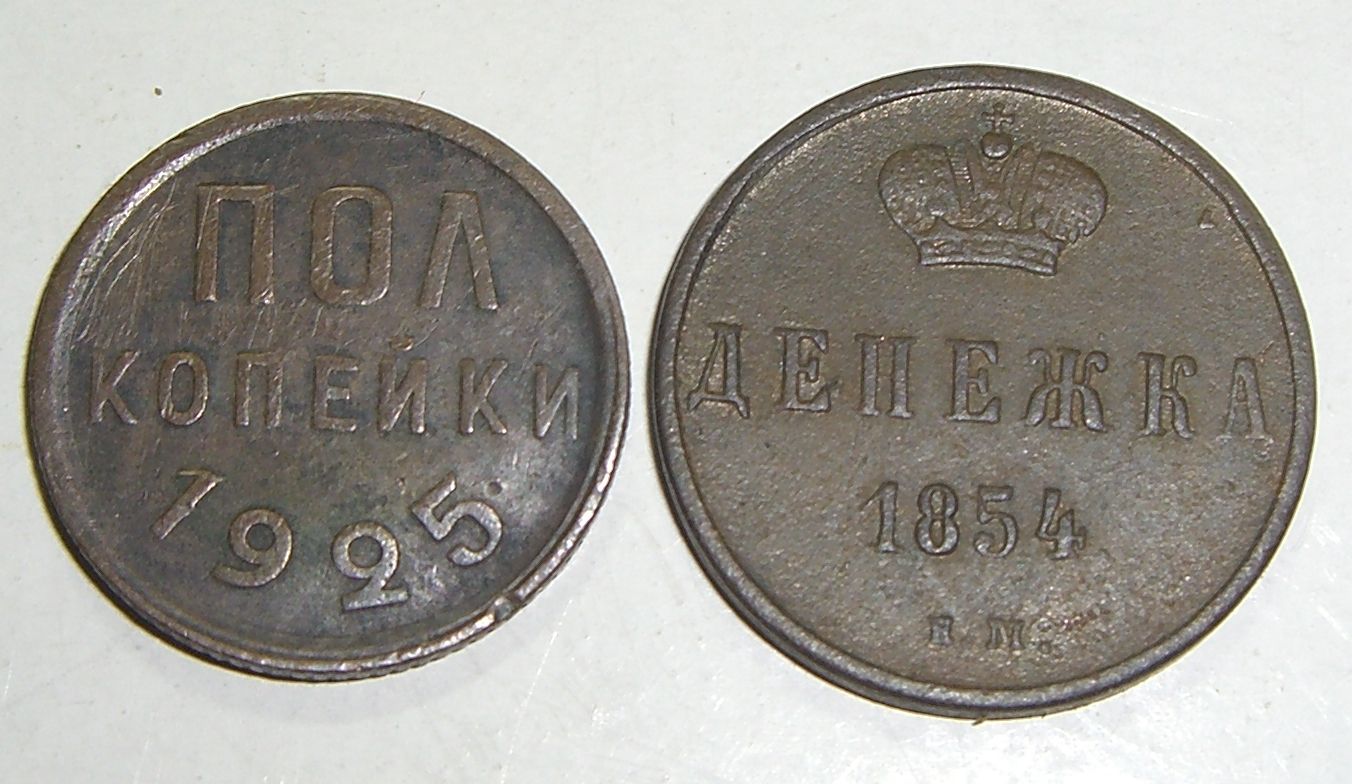 ПОЛ
КОПЕЙКИ
1925
ДЕНЕЖКА
1854
Е.М.